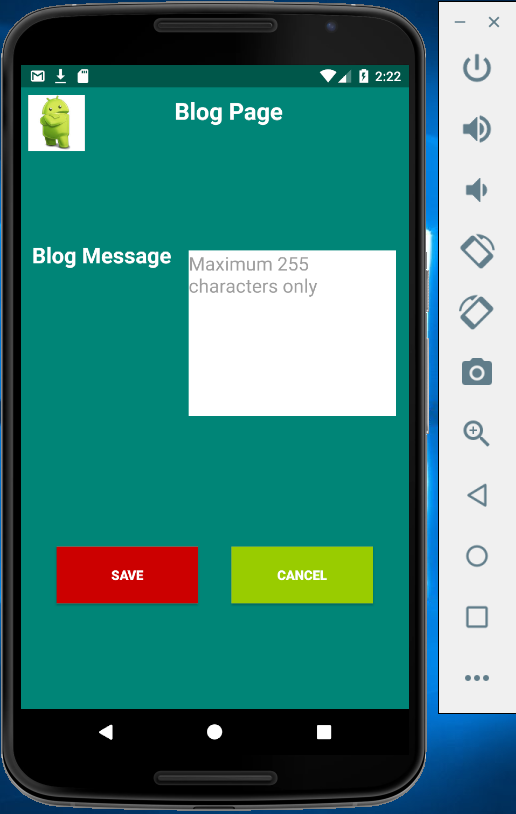 2:22
Blog Page
Blog Message
Maximum 255
characters only
SAVE
CANCEL